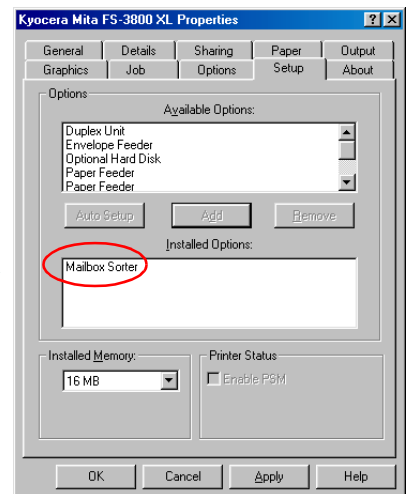 Kyocera Mita FS-3800 XL Properties
General Details Sharing Paper Output
Graphics Job Options Setup About
Options
Available Options:
Duplex Unit
Envelope Feeder
Optional Hard Disk
Paper Feeder
Paper Feeder
Auto Setup Add Remove
Installed Options:
Mailbox Sorter
Installed Memory: Printer Status
16 MB Enable PSM
OK Cancel Apply Help